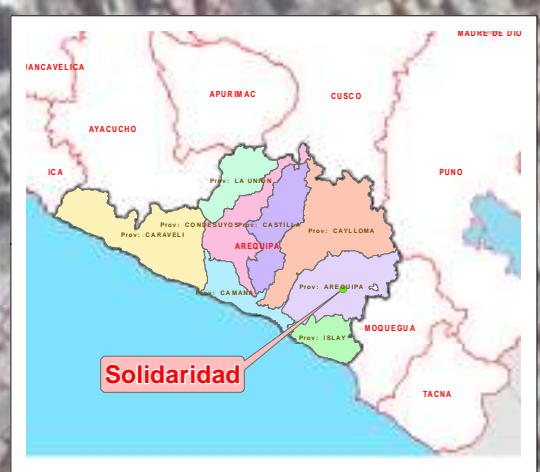 MADRE DE DIO
UANCAVELICA
APURIMAC
CUSCO
AYACUCHO
ICA
PUNO
Prov: LA UNION
Prov: CONDESUYOS
Prov: CASTILLA
Prov: CARAVELI
Prov: CAYLLOMA
AREQUIPA
Prov: CAMANA
Prov: AREQUIPA
MOQUEGUA
Prov: ISLAY
Solidaridad
TACNA